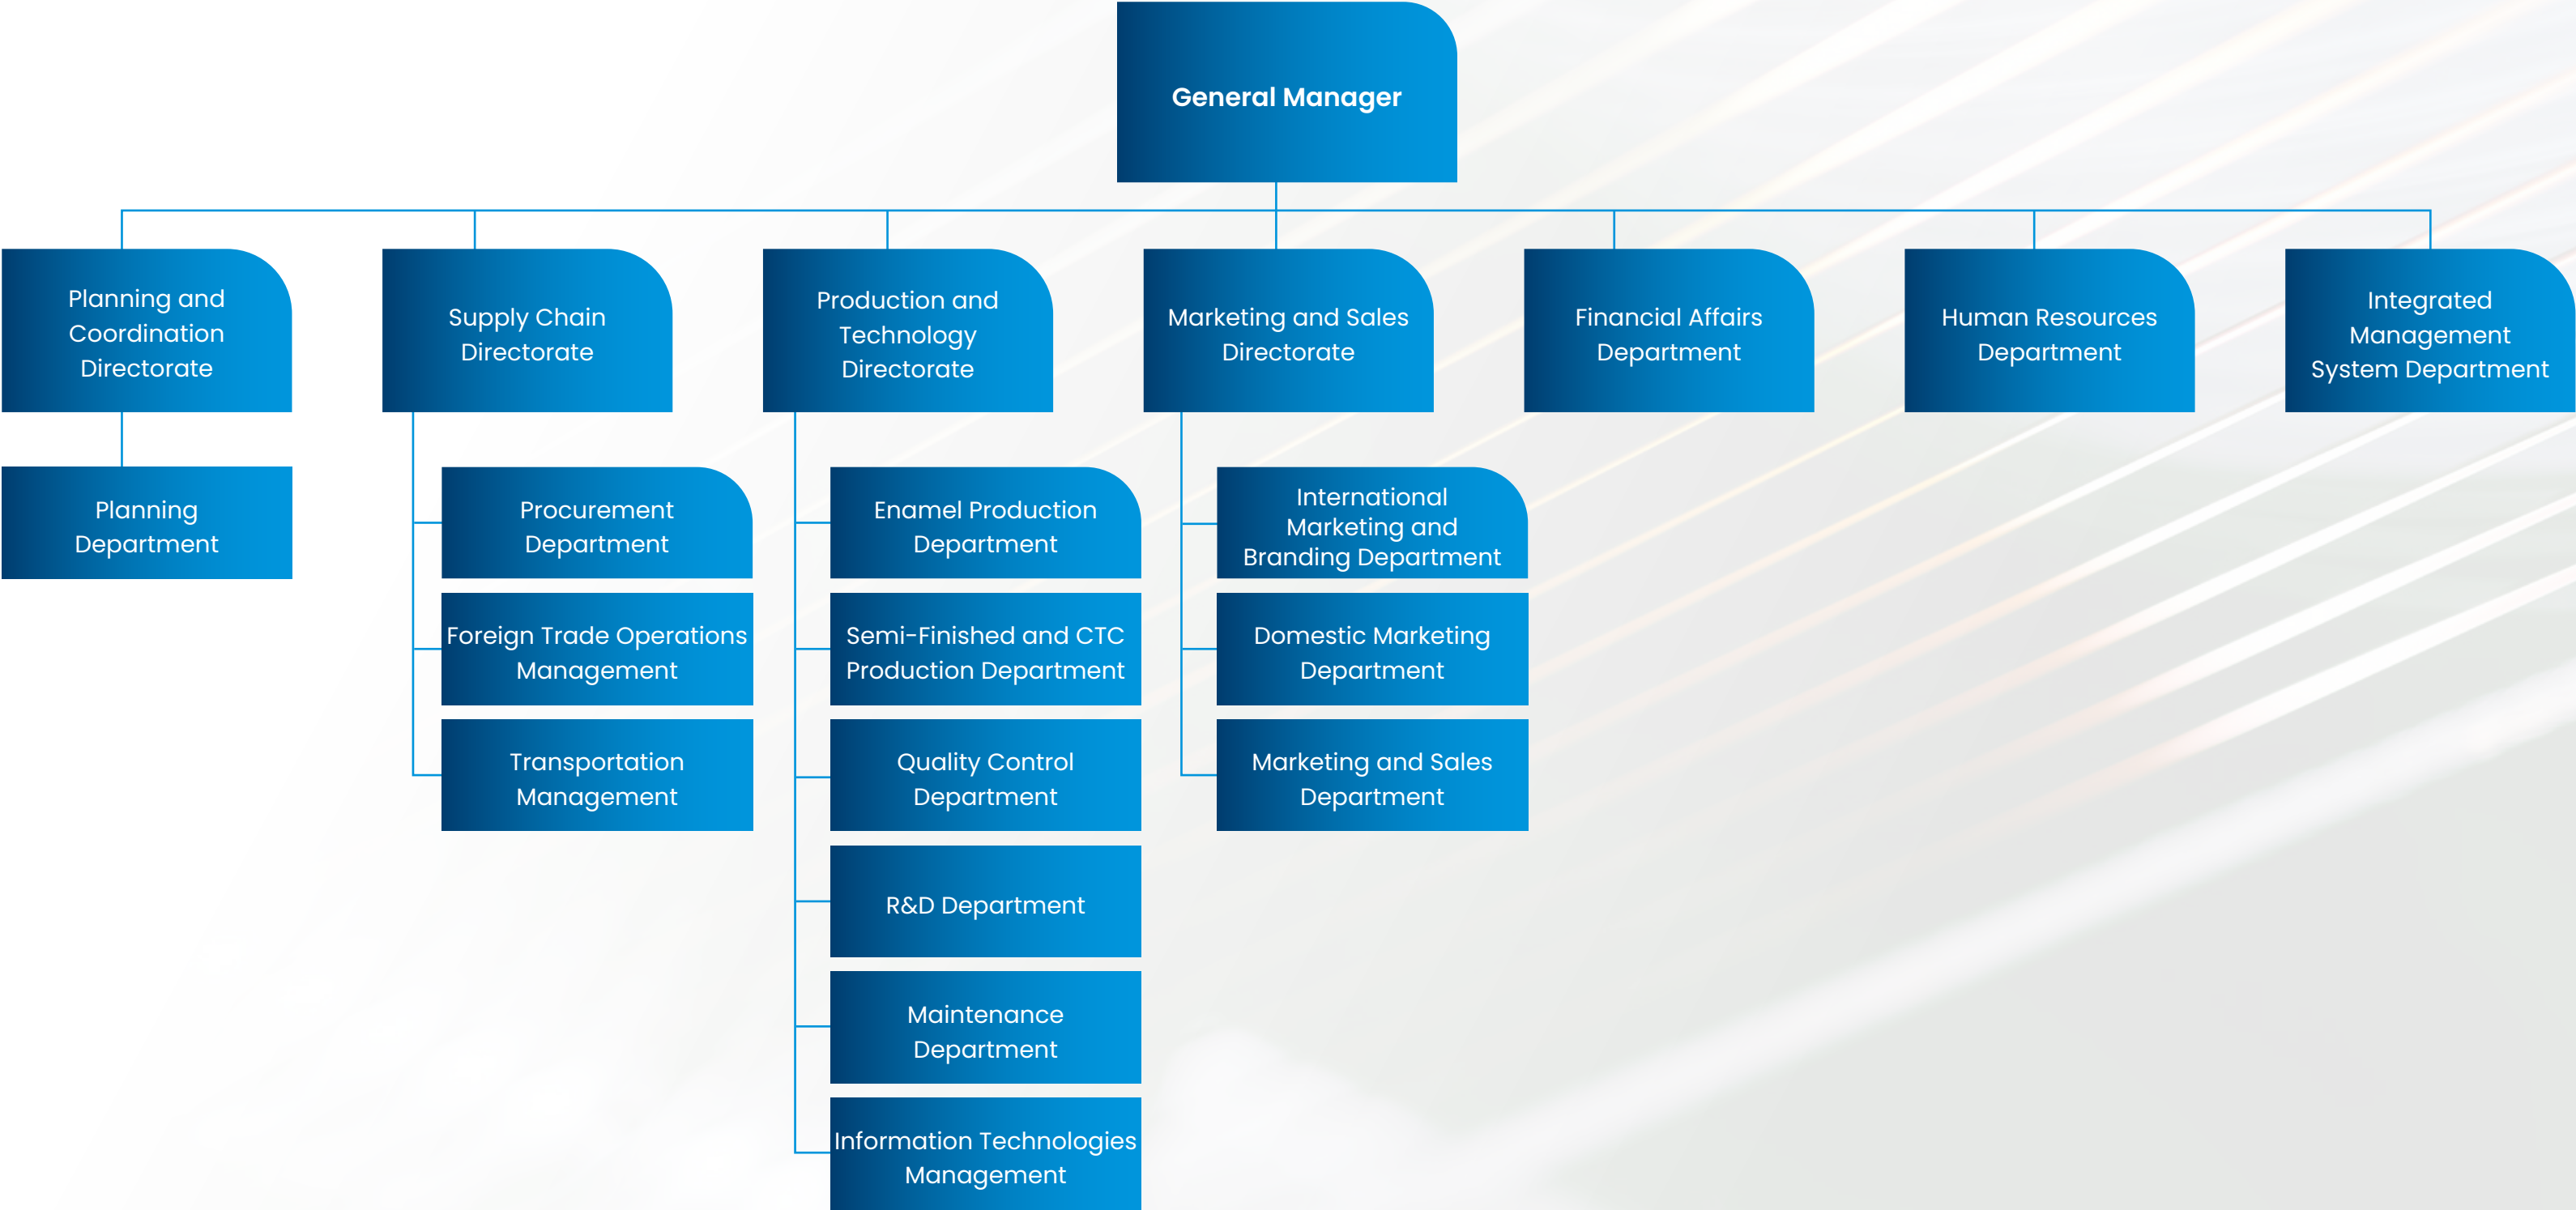 General Manager
Planning and
Coordination
Directorate
Supply Chain
Directorate
Production and
Technology
Directorate
Marketing and Sales
Directorate
Financial Affairs
Department
Human Resources
Department
Integrated
Management
System Department
Planning
Department
Procurement
Department
Foreign Trade Operations
Management
Transportation
Management
Enamel Production
Department
Semi-Finished and CTC
Production Department
Quality Control
Department
R&D Department
Maintenance
Department
Information Technologies
Management
International
Marketing and
Branding Department
Domestic Marketing
Department
Marketing and Sales
Department